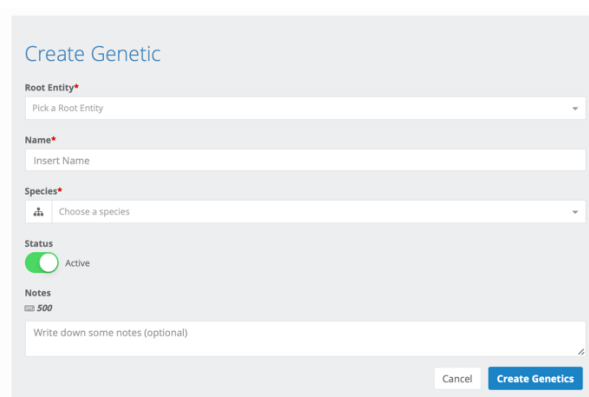 Create Genetic
Root Entity*
Pick a Root Entity
Name*
Insert Name
Species*
Choose a species
Status
Active
Notes
500
Write down some notes (optional)
Cancel Create Genetics